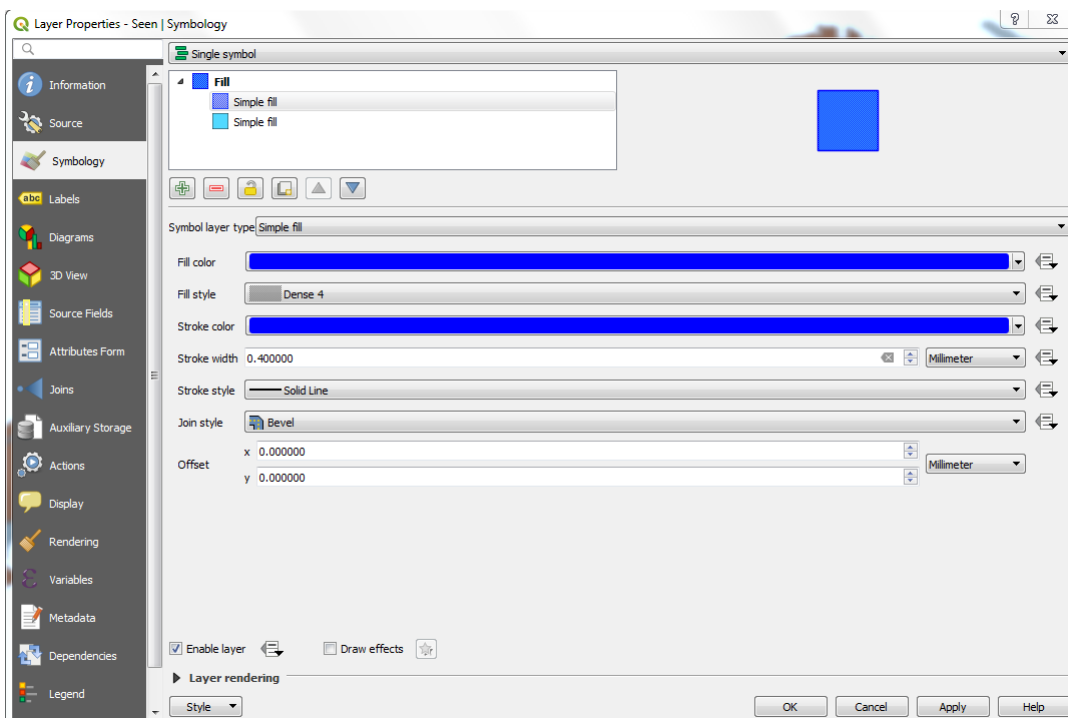 Layer Properties - Seen | Symbology
Single symbol
Information
Source
Symbology
abc Labels
Diagrams
3D View
Source Fields
Attributes Form
Joins
Auxiliary Storage
Actions
Display
Rendering
Variables
Metadata
Dependencies
Legend
Fill
Simple fill
Simple fill
Symbol layer type Simple fill
Fill color
Fill style Dense 4
Stroke color
Stroke width 0.400000 Millimeter
Stroke style Solid Line
Join style Bevel
Offset
x 0.000000
y 0.000000
Millimeter
Enable layer Draw effects
Layer rendering
Style OK Cancel Apply Help